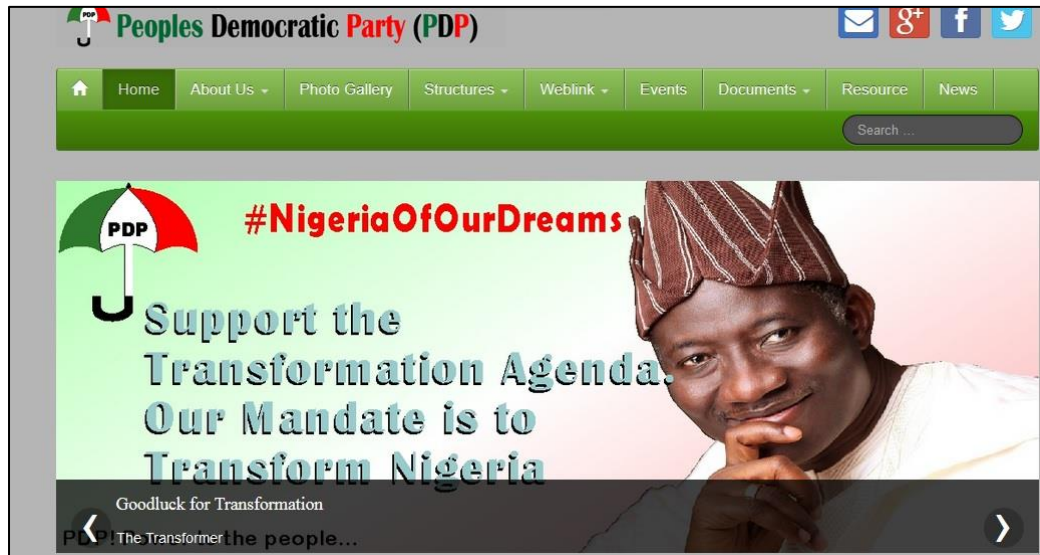 Peoples Democratic Party (PDP)
g+ f
Home About Us Photo Gallery Structures Weblink Events Documents Resource News
Search ...
PDP
#NigeriaOfOurDreams
Support the
Transformation Agenda.
Our Mandate is to
Transform Nigeria
Goodluck for Transformation
The Transformer
PDP! to the people...